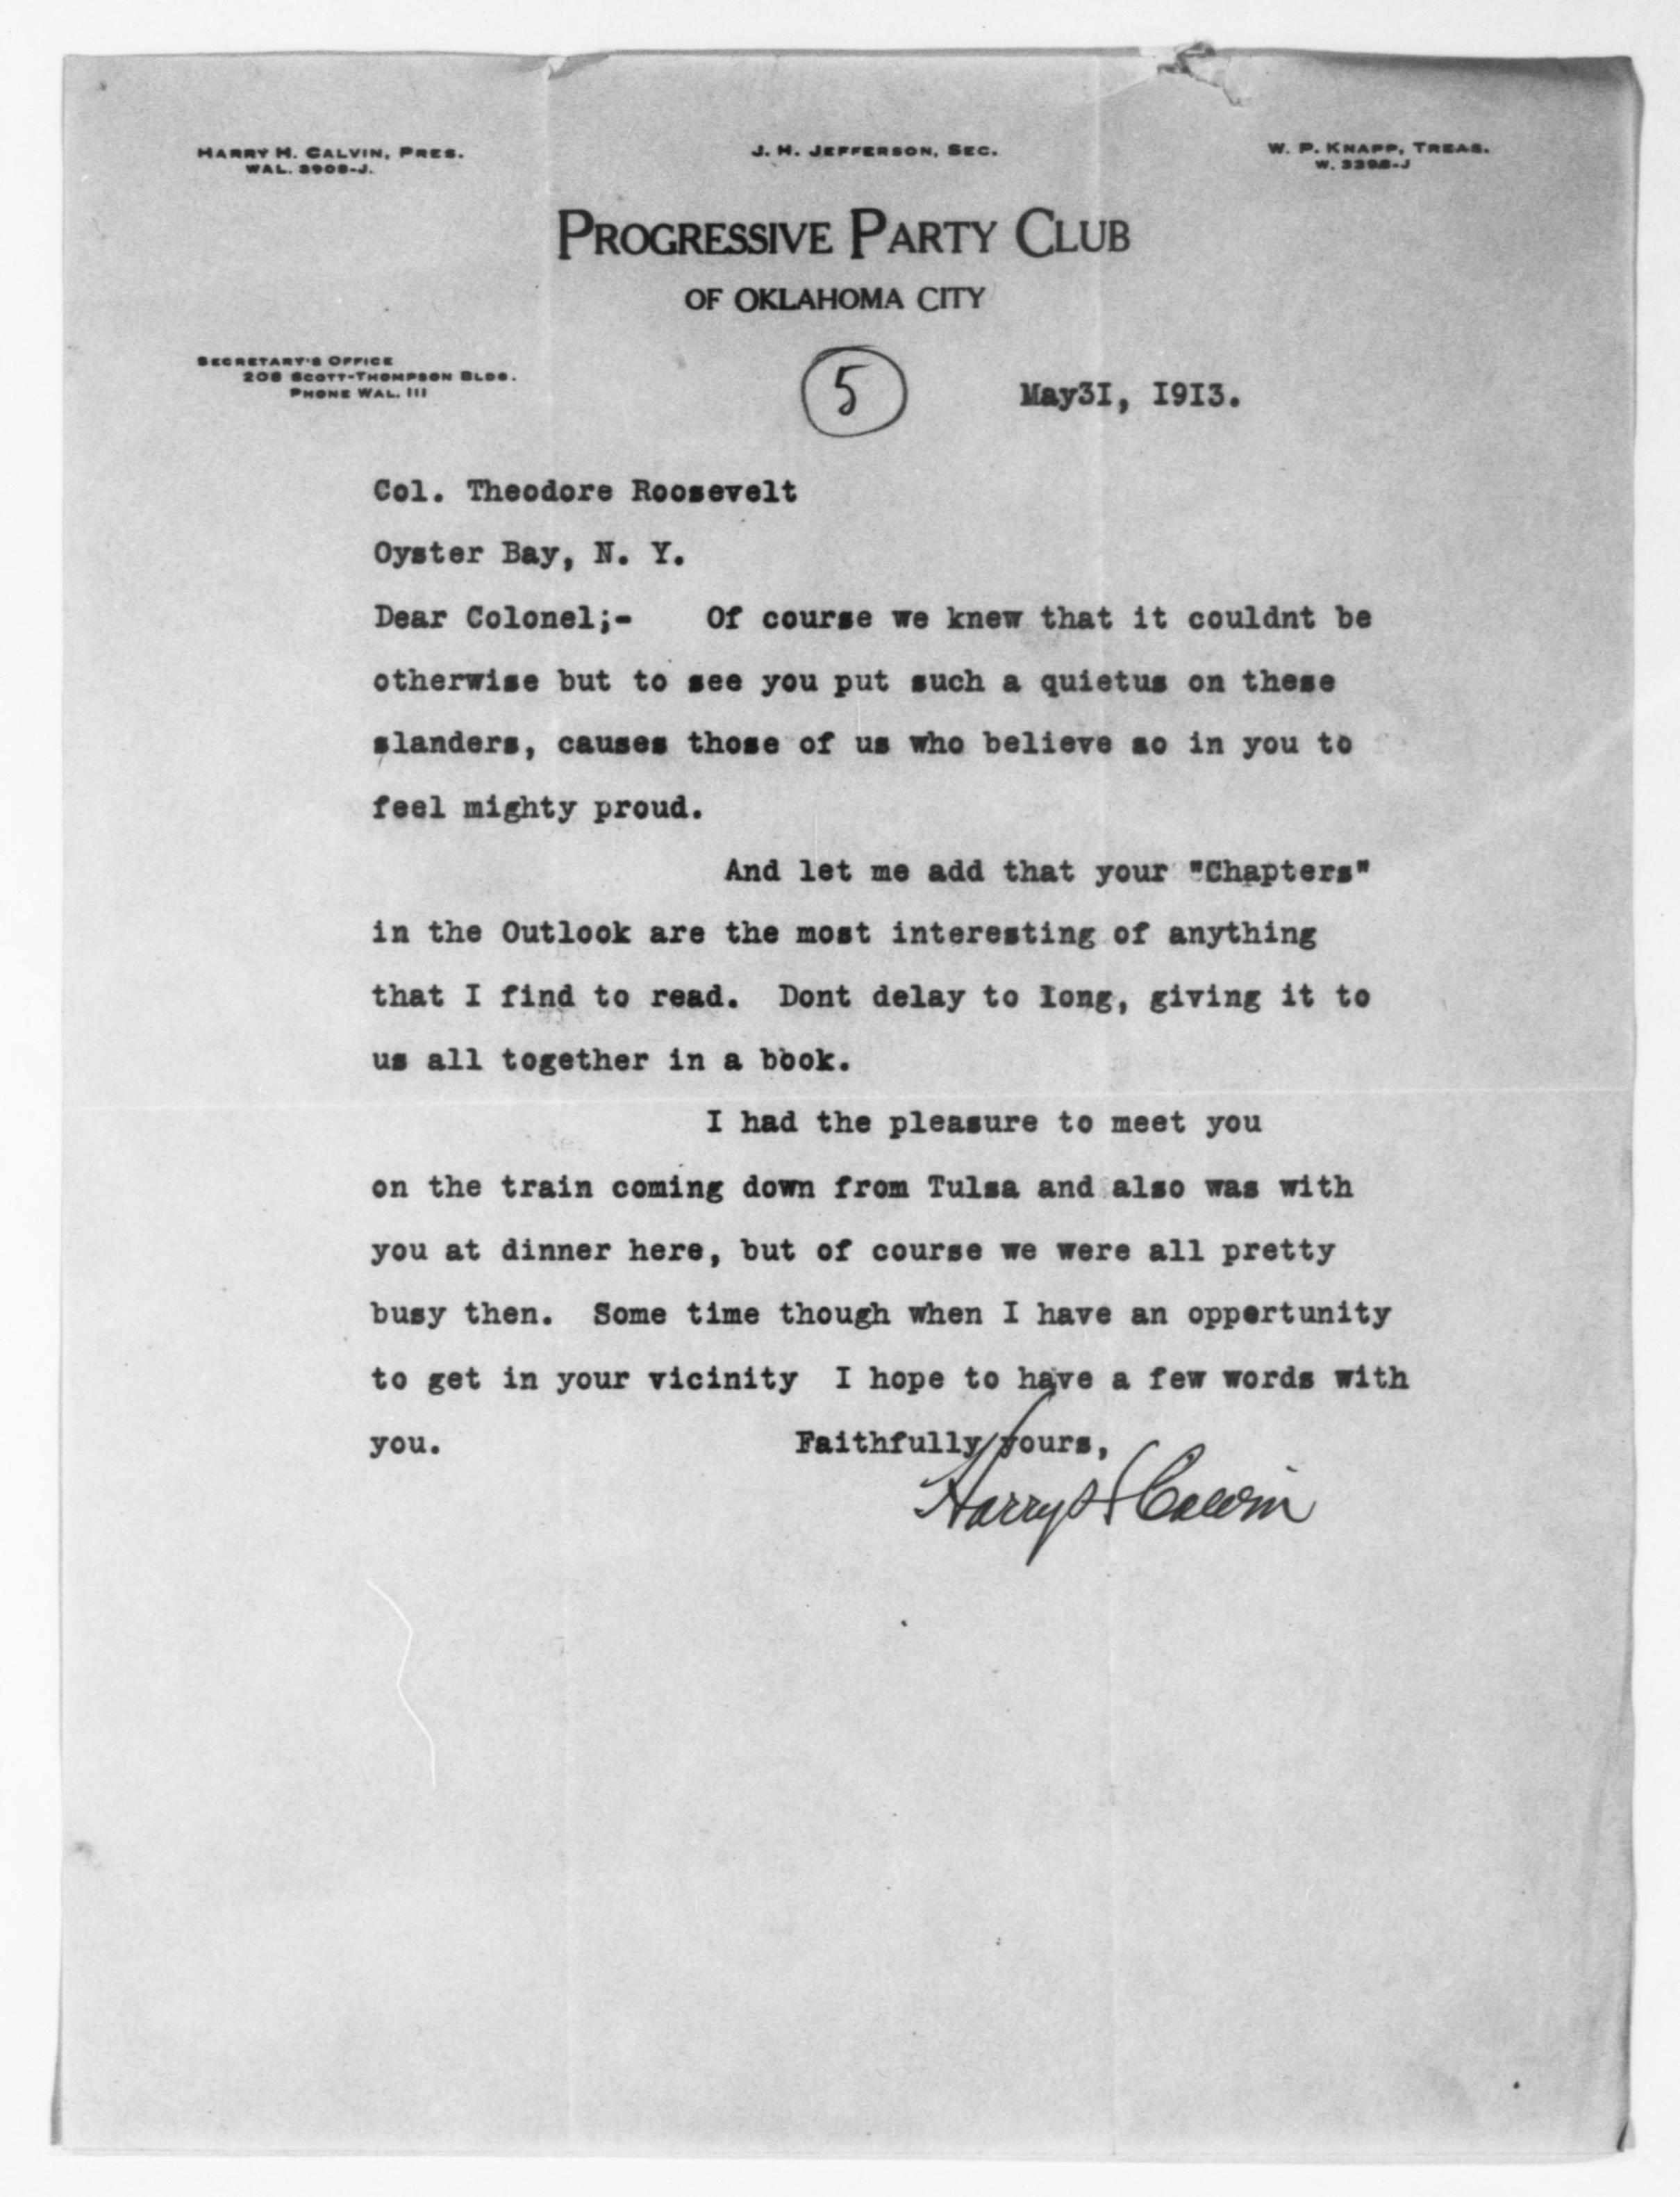 HARRY H. CALVIN, PRES.
WAL. 3908-J.
J. H. JEFFERSON, SEC.
W. P. KNAPP, TREAS.
W. 3398-J
PROGRESSIVE PARTY CLUB
OF OKLAHOMA CITY
SECRETARY'S OFFICE
208 SCOTT-THOMPSON BLDG.
PHONE WAL. 111
5
May3I, I9I3.
Col. Theodore Roosevelt
Oyster Bay, N. Y.
Dear Colonel;- Of course we knew that it couldnt be
otherwise but to see you put such a quietus on these
slanders, causes those of us who believe so in you to
feel mighty proud.
And let me add that your "Chapters"
in the Outlook are the most interesting of anything
that I find to read. Dont delay to long, giving it to
us all together in a book.
I had the pleasure to meet you
on the train coming down from Tulsa and also was with
you at dinner here, but of course we were all pretty
busy then. Some time though when I have an oppertunity
to get in your vicinity I hope to have a few words with
you. Faithfully yours,
Harry H Calvin